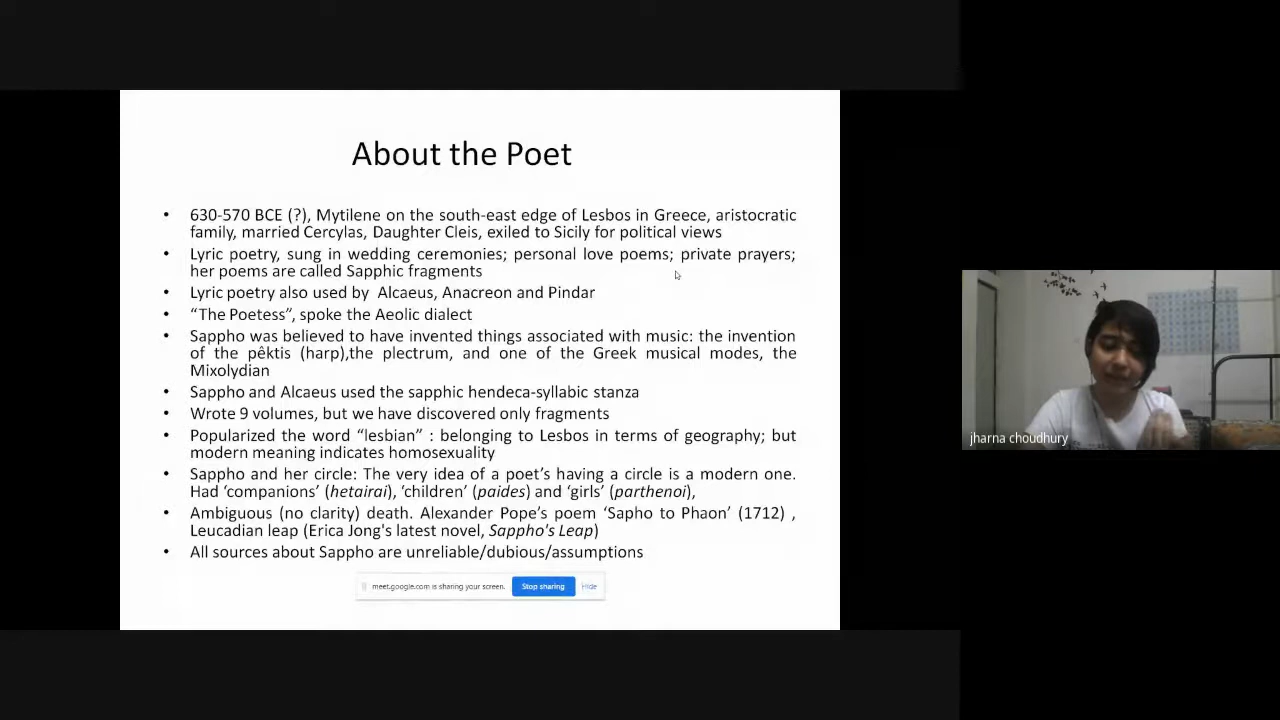 About the Poet
• 630-570 BCE (?), Mytilene on the south-east edge of Lesbos in Greece, aristocratic
family, married Cercylas, Daughter Cleis, exiled to Sicily for political views
• Lyric poetry, sung in wedding ceremonies; personal love poems; private prayers;
her poems are called Sapphic fragments
• Lyric poetry also used by Alcaeus, Anacreon and Pindar
• “The Poetess”, spoke the Aeolic dialect
• Sappho was believed to have invented things associated with music: the invention
of the pêktis (harp),the plectrum, and one of the Greek musical modes, the
Mixolydian
• Sappho and Alcaeus used the sapphic hendeca-syllabic stanza
• Wrote 9 volumes, but we have discovered only fragments
• Popularized the word “lesbian” : belonging to Lesbos in terms of geography; but
modern meaning indicates homosexuality
• Sappho and her circle: The very idea of a poet’s having a circle is a modern one.
Had ‘companions’ (hetairai), ‘children’ (paides) and ‘girls’ (parthenoi),
• Ambiguous (no clarity) death. Alexander Pope’s poem ‘Sapho to Phaon’ (1712) ,
Leucadian leap (Erica Jong's latest novel, Sappho's Leap)
• All sources about Sappho are unreliable/dubious/assumptions
meet.google.com is sharing your screen. Stop sharing Hide
jharna choudhury